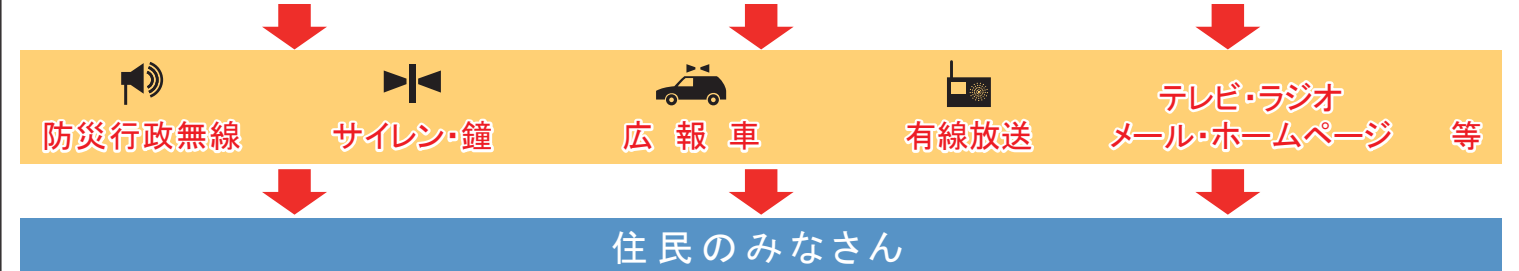 防災行政無線
サイレン・鐘
広報車
有線放送
テレビ・ラジオ
メール・ホームページ 等
住民のみなさん